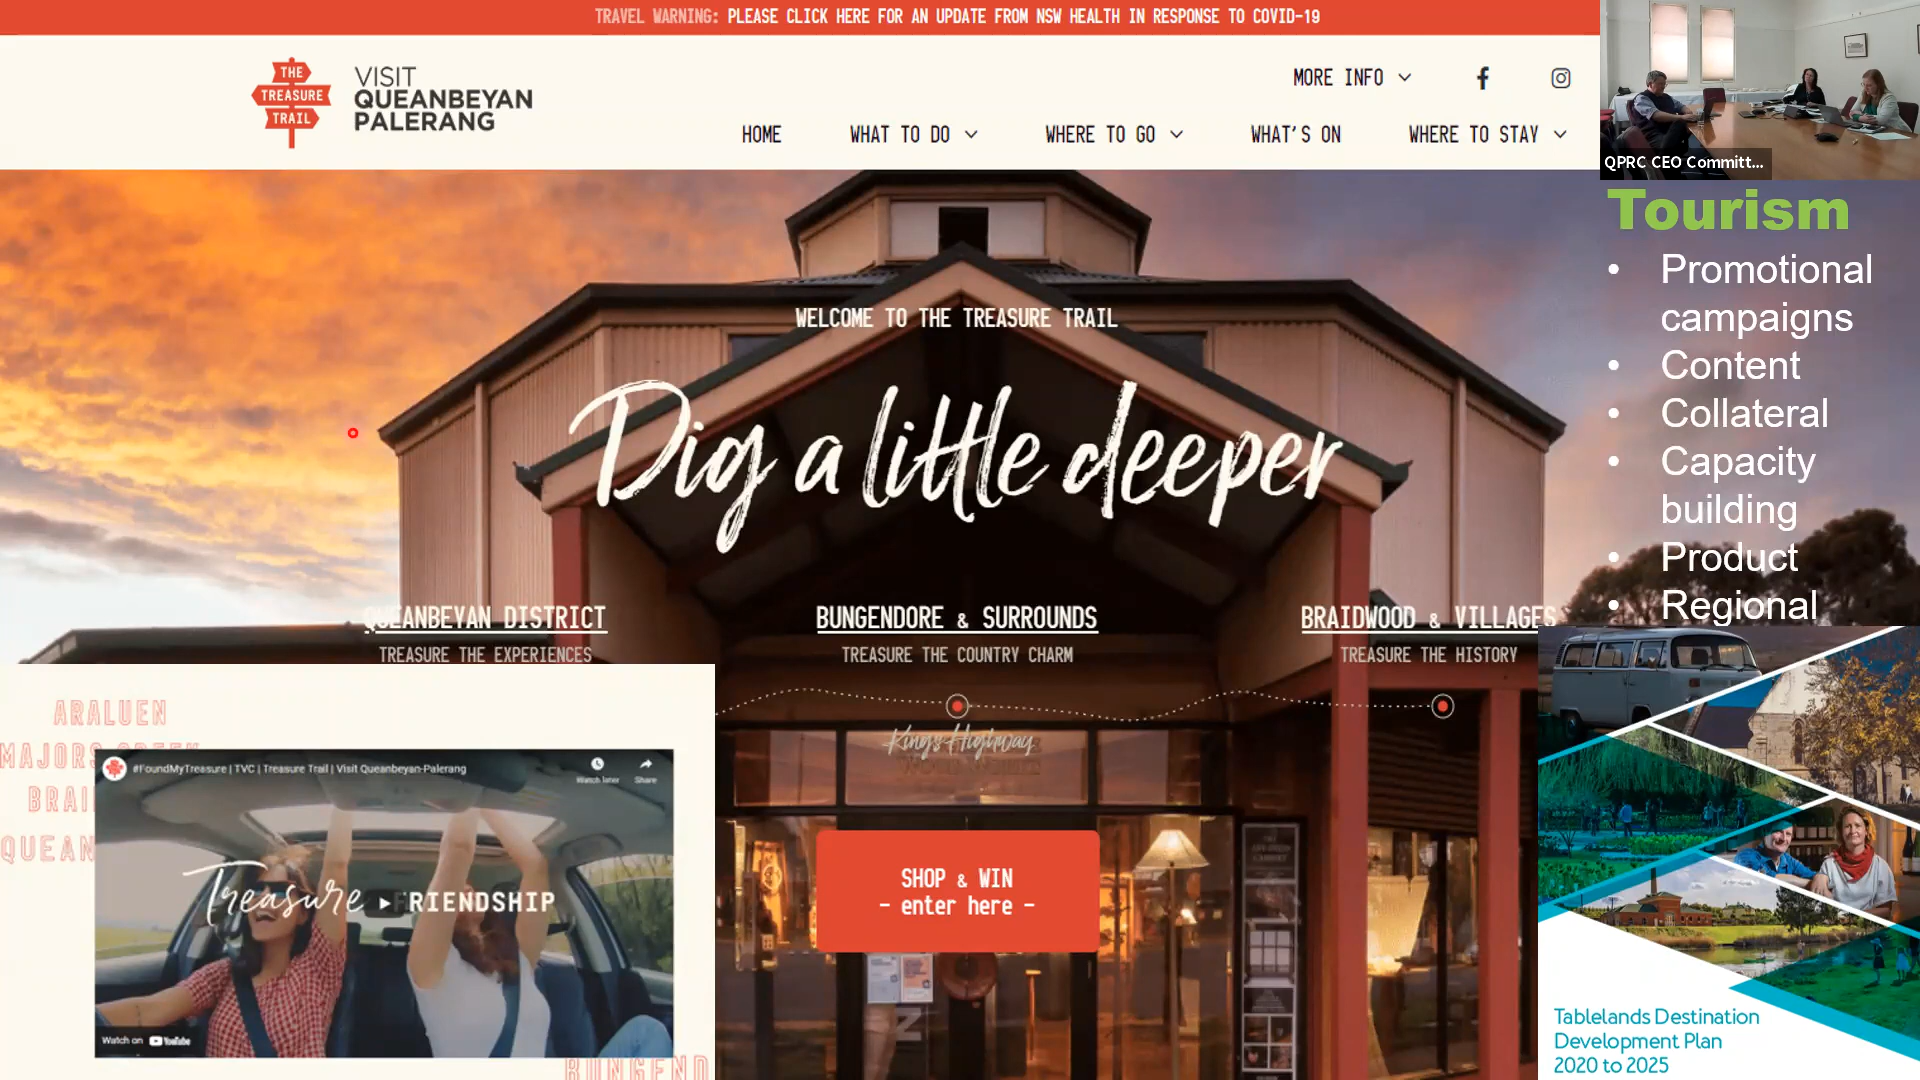 TRAVEL WARNING: PLEASE CLICK HERE FOR AN UPDATE FROM NSW HEALTH IN RESPONSE TO COVID-19
THE
TREASURE
TRAIL
VISIT
QUEANBEYAN
PALERANG
MORE INFO
HOME
WHAT TO DO
WHERE TO GO
WHAT'S ON
WHERE TO STAY
QPRC CEO Committ...
Tourism
• Promotional
campaigns
• Content
• Collateral
• Capacity
building
• Product
• Regional
WELCOME TO THE TREASURE TRAIL
Dig a little deeper
QUEANBEYAN DISTRICT
TREASURE THE EXPERIENCES
BUNGENDORE & SURROUNDS
TREASURE THE COUNTRY CHARM
BRAIDWOOD & VILLAGES
TREASURE THE HISTORY
Kings Highway
SHOP & WIN
- enter here -
ARALUEN
MAJORS CREEK
BRAI
QUEAN
#FoundMyTreasure | TVC | Treasure Trail | Visit Queanbeyan-Palerang
Watch later
Share
Treasure FRIENDSHIP
Watch on YouTube
BUNGEND
Tablelands Destination
Development Plan
2020 to 2025